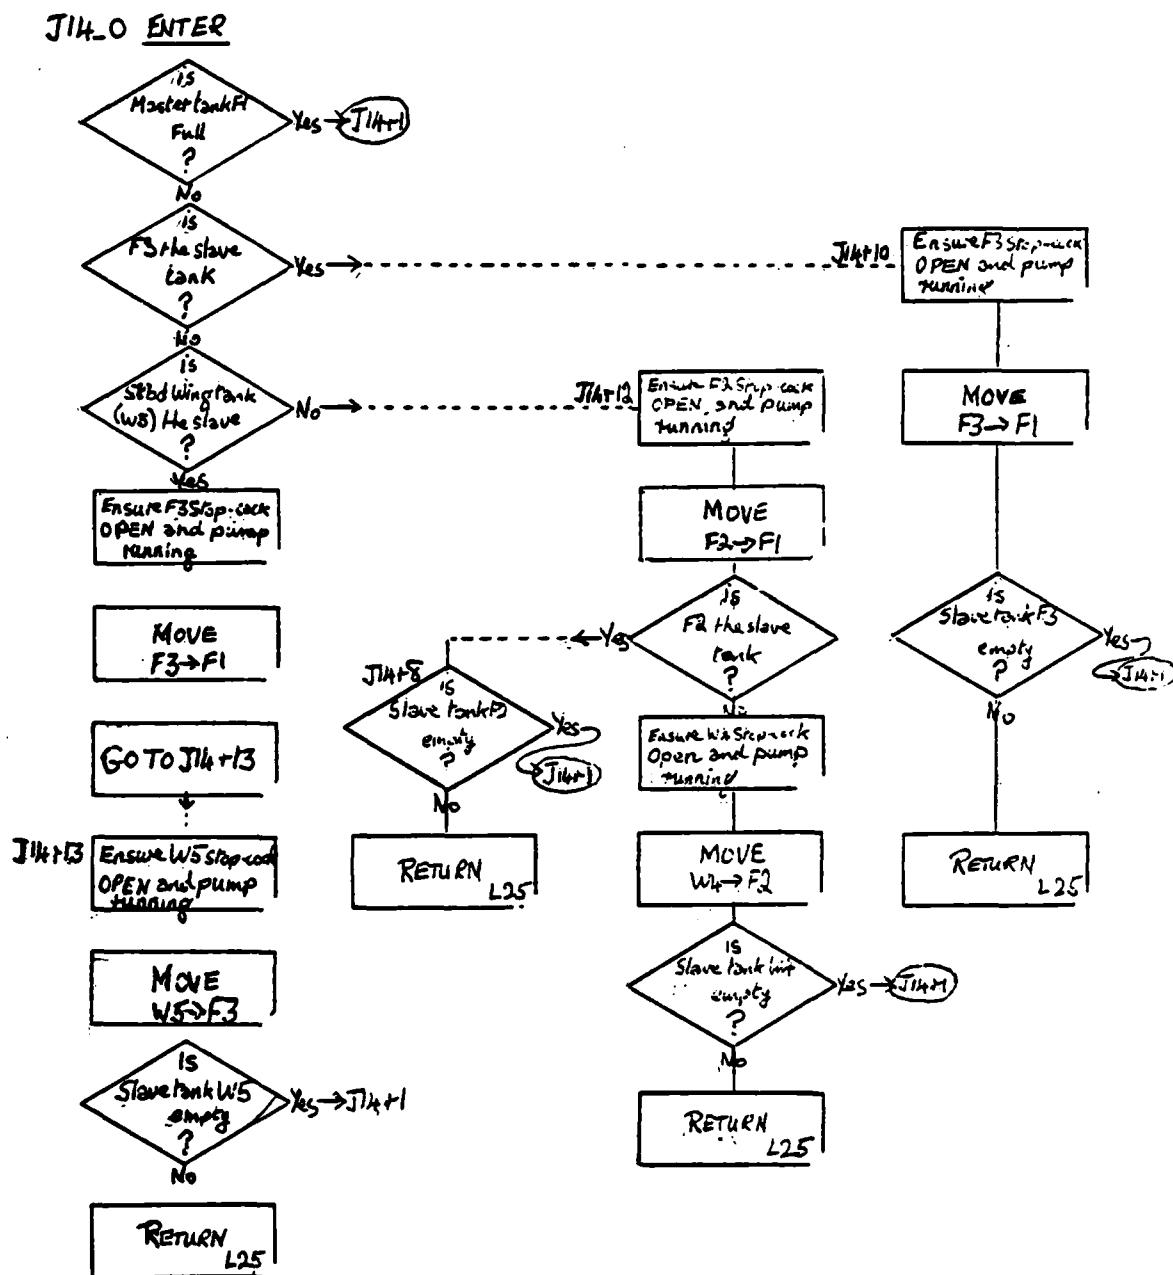 J14_0 ENTER
is
Master tank F1
Full
?
Yes
J14+1
No
is
F3 the slave
tank
?
Yes
No
is
Stbd Wing tank
(W5) the slave
?
No
Yes
Ensure F3 Stop-cock
OPEN and pump
running
MOVE
F3→F1
GO TO J14+13
J14+13
Ensure W5 stop-cock
OPEN and pump
running
MOVE
W5→F3
Is
Slave tank W5
empty
?
Yes
J14+1
No
RETURN
L25
J14+12
Ensure F2 Stop-cock
OPEN, and pump
running
MOVE
F2→F1
is
F2 the slave
tank
?
Yes
No
J14+8
is
Slave tank
empty
?
Yes
J14+1
No
RETURN
L25
Ensure W4 Stop-cock
Open and pump
running
MOVE
W4→F2
Is
Slave tank W4
empty
?
Yes
J14+1
No
RETURN
L25
J14+10
Ensure F3 Stop-cock
OPEN and pump
running
MOVE
F3→F1
is
Slave tank F3
empty
?
Yes
J14+1
No
RETURN
L25